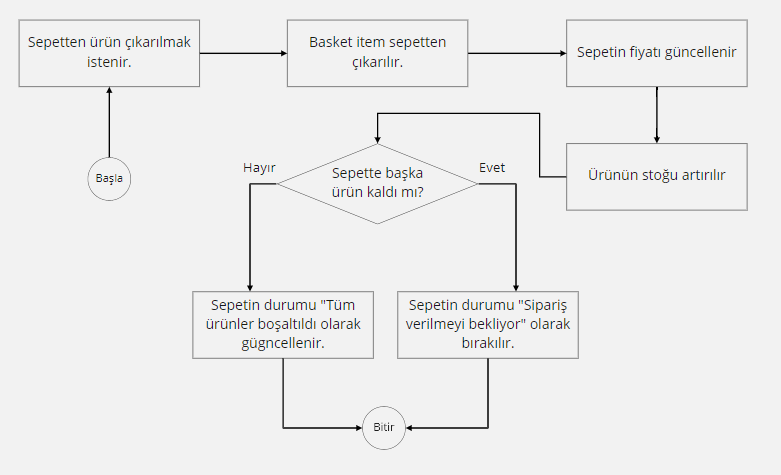 Sepetten ürün çıkarılmak
istenir.
Basket item sepetten
çıkarılır.
Sepetin fiyatı güncellenir
Başla
Ürünün stoğu artırılır
Sepette başka
ürün kaldı mı?
Hayır
Evet
Sepetin durumu "Tüm
ürünler boşaltıldı olarak
gügncellenir.
Sepetin durumu "Sipariş
verilmeyi bekliyor" olarak
bırakılır.
Bitir